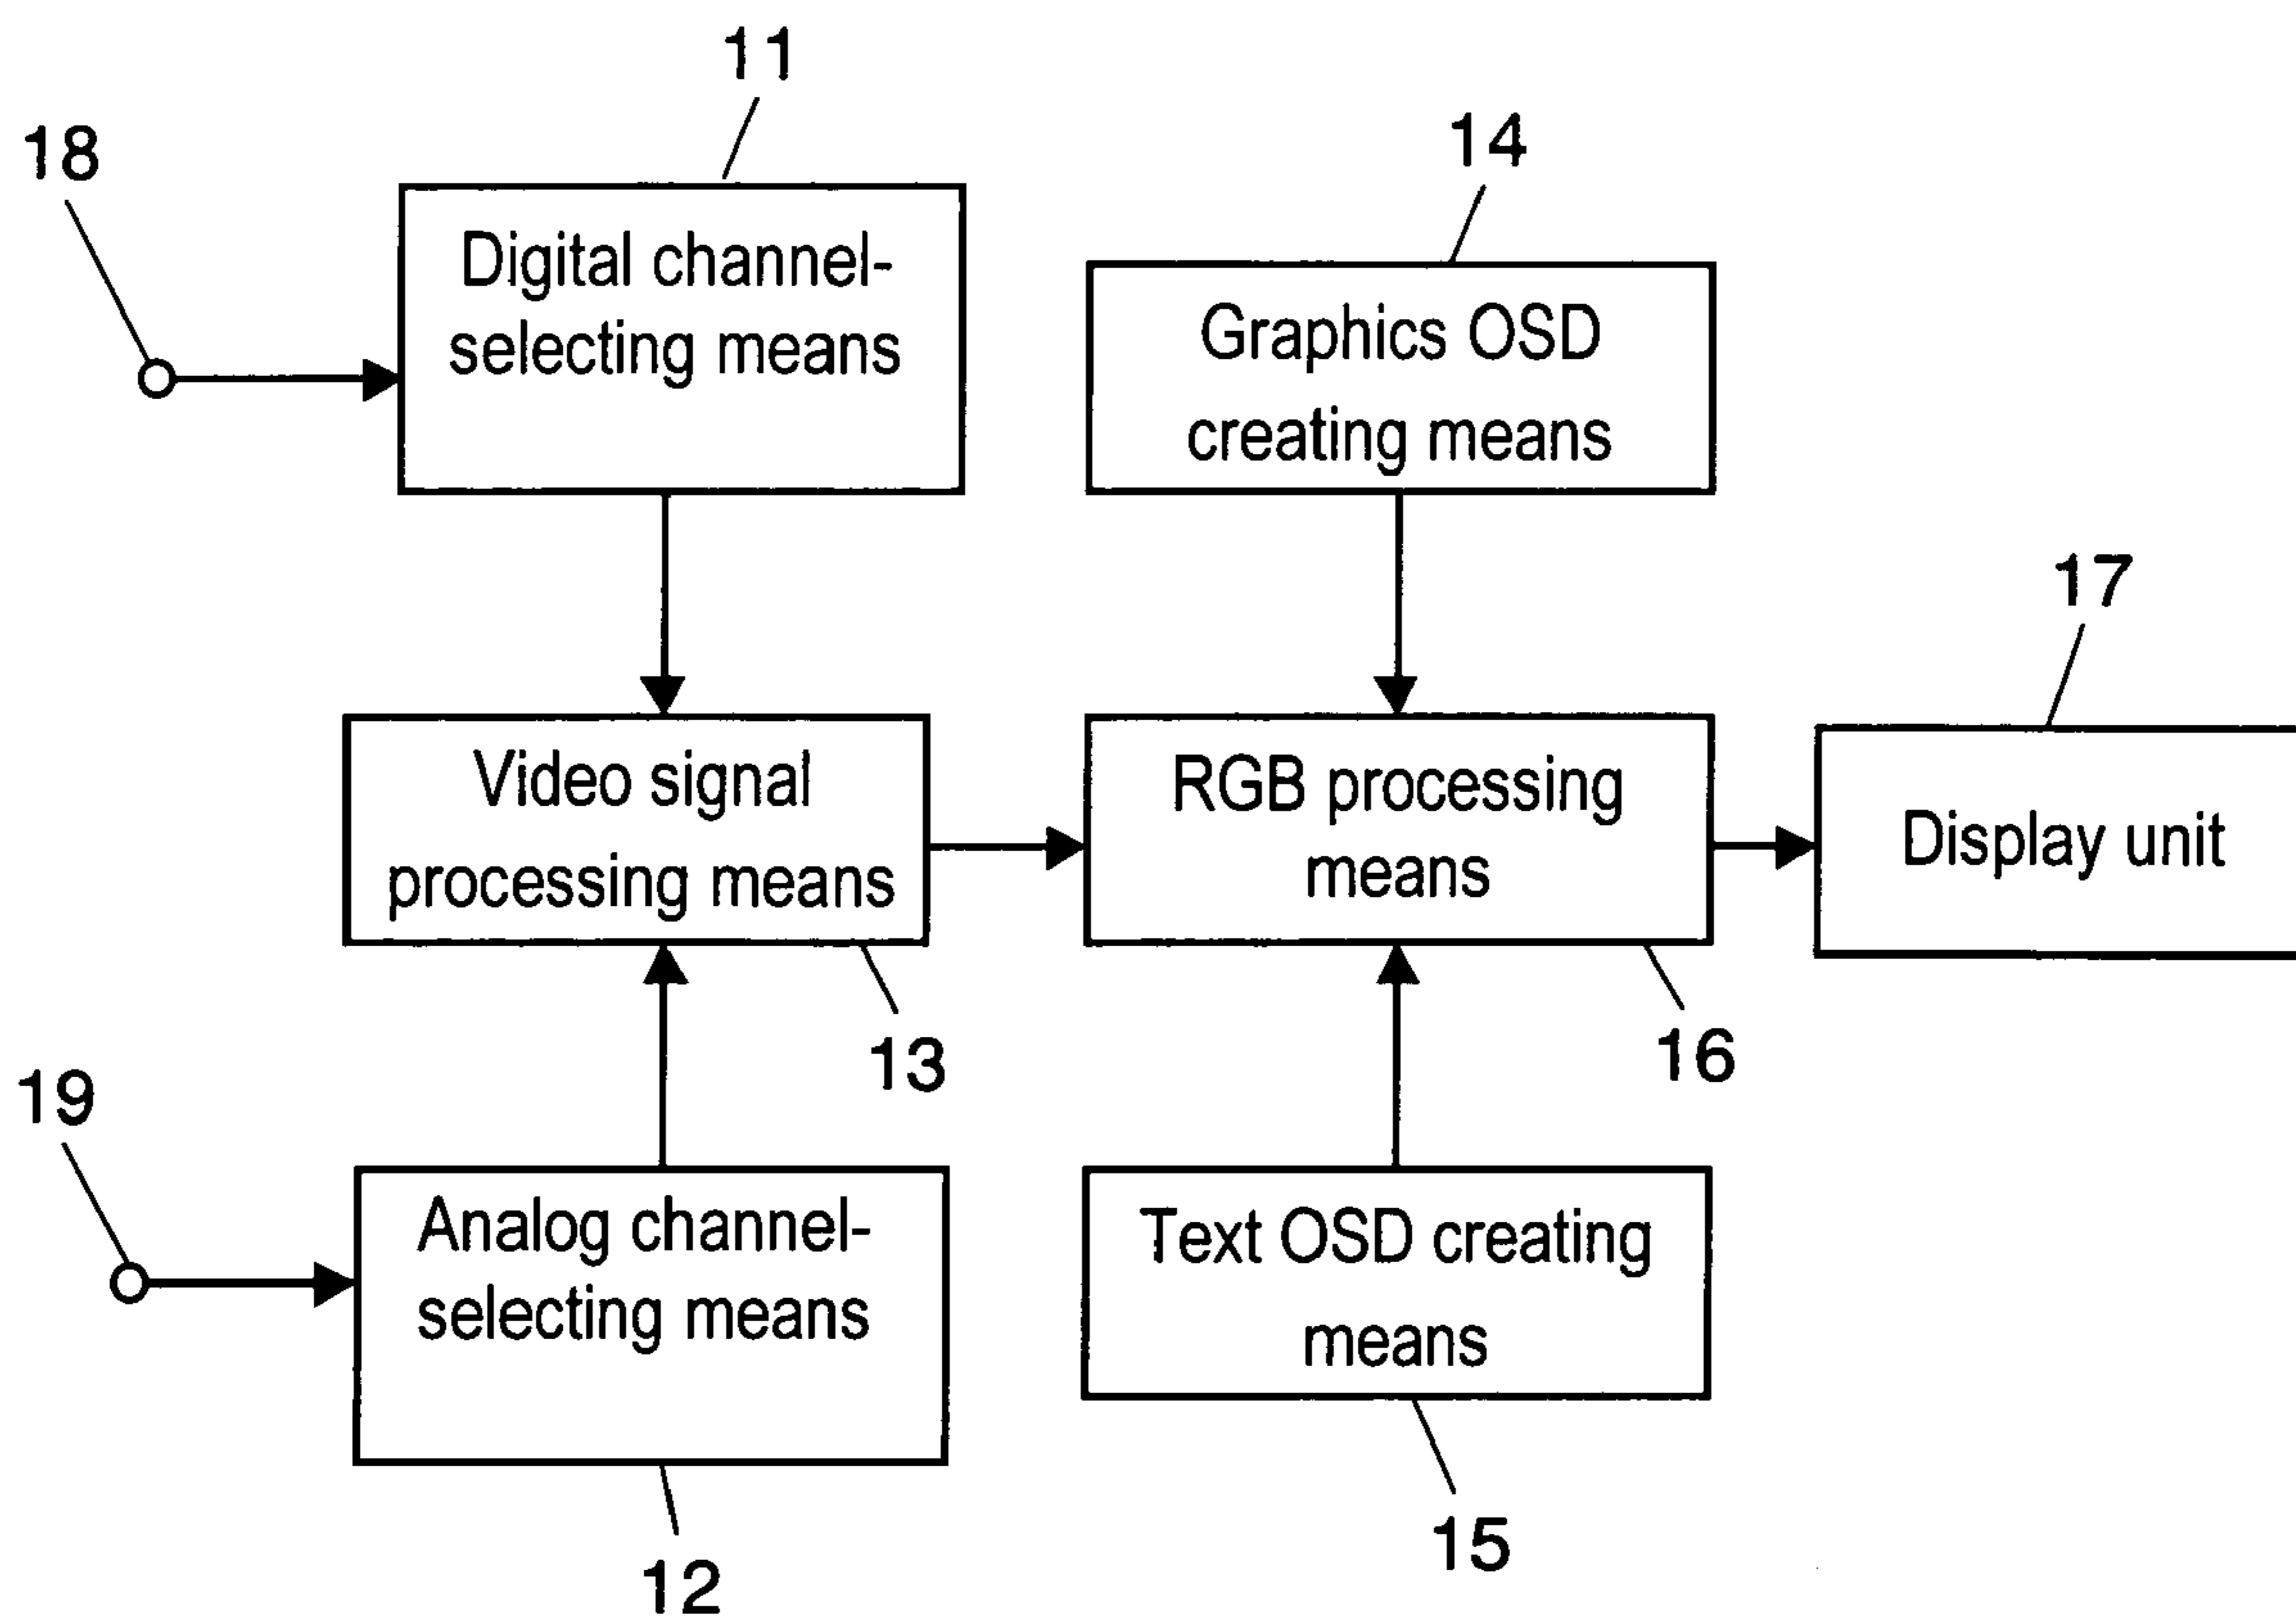 11
18
14
Digital channel-
selecting means
Graphics OSD
creating means
17
Video signal
processing means
RGB processing
means
Display unit
13
16
19
Analog channel-
selecting means
Text OSD creating
means
15
12